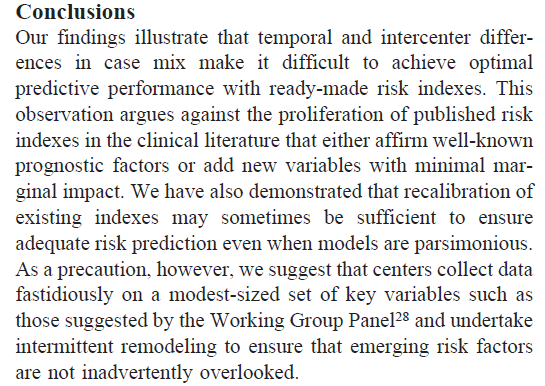 Conclusions
Our findings illustrate that temporal and intercenter differ-
ences in case mix make it difficult to achieve optimal
predictive performance with ready-made risk indexes. This
observation argues against the proliferation of published risk
indexes in the clinical literature that either affirm well-known
prognostic factors or add new variables with minimal mar-
ginal impact. We have also demonstrated that recalibration of
existing indexes may sometimes be sufficient to ensure
adequate risk prediction even when models are parsimonious.
As a precaution, however, we suggest that centers collect data
fastidiously on a modest-sized set of key variables such as
those suggested by the Working Group Panel²⁸ and undertake
intermittent remodeling to ensure that emerging risk factors
are not inadvertently overlooked.